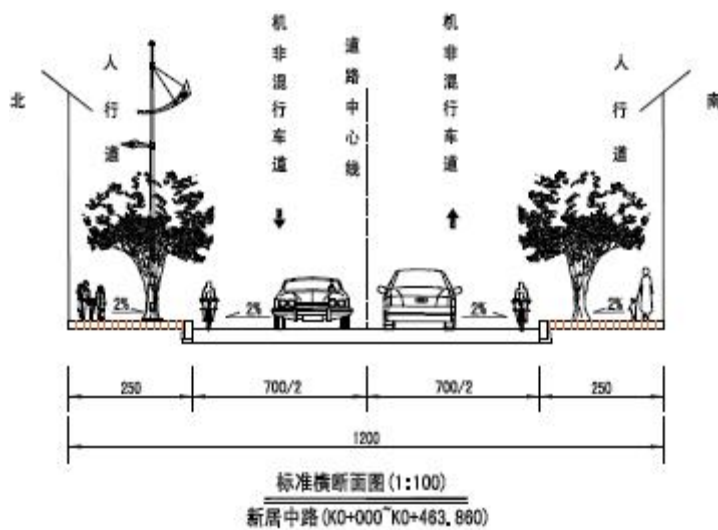 北
人行道
机非混行车道
道路中心线
机非混行车道
人行道
南
2%
2%
2%
2%
250
700/2
700/2
250
1200
标准横断面图(1:100)
新居中路(K0+000~K0+463.860)